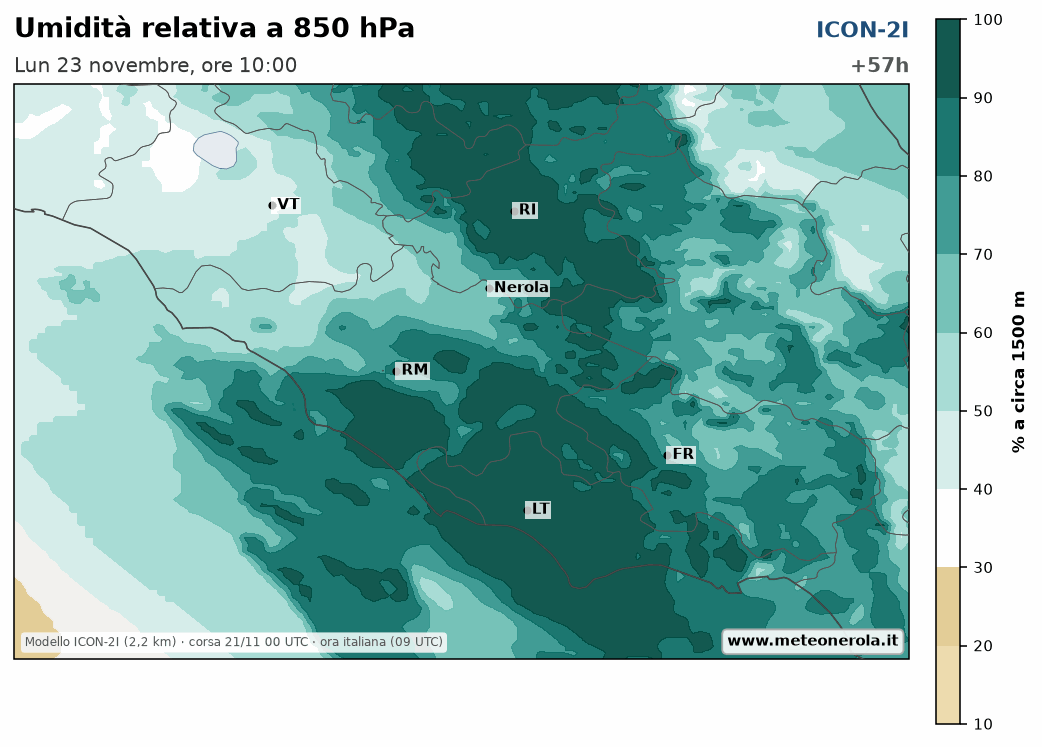 Umidità relativa a 850 hPa
ICON-2I
Lun 23 novembre, ore 10:00
+57h
100
90
80
70
60
50
40
30
20
10
% a circa 1500 m
VT
RI
Nerola
RM
FR
LT
Modello ICON-2I (2,2 km) · corsa 21/11 00 UTC · ora italiana (09 UTC)
www.meteonerola.it